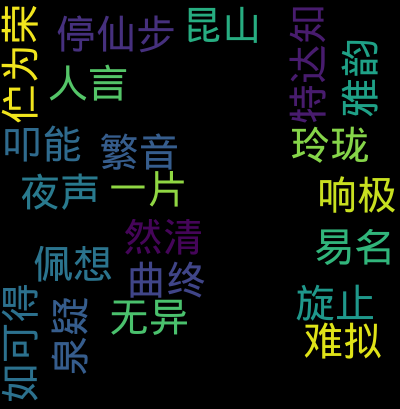 伫为荣
停仙步
昆山
特达知
雅韵
人言
叩能
繁音
玲珑
夜声
一片
响极
然清
易名
佩想
曲终
如可得
泉疑
无异
旋止
难拟